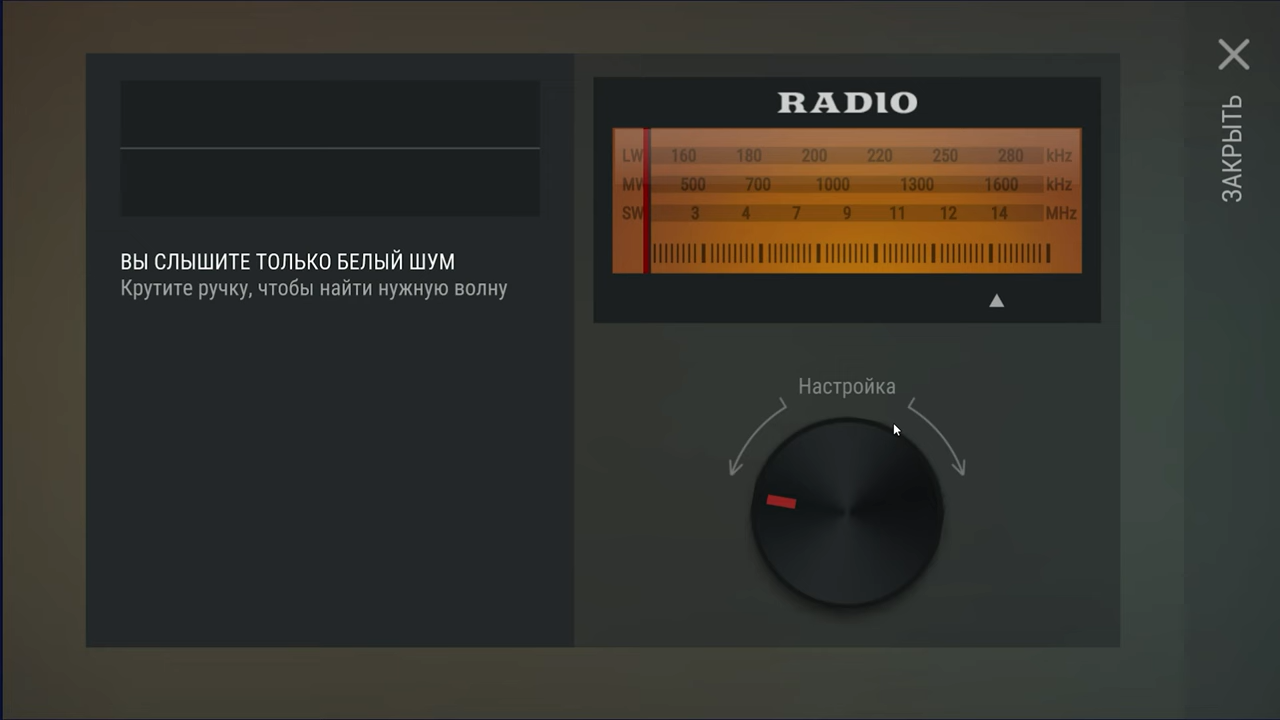 RADIO
LW 160 180 200 220 250 280 kHz
MW 500 700 1000 1300 1600 kHz
SW 3 4 7 9 11 12 14 MHz
ВЫ СЛЫШИТЕ ТОЛЬКО БЕЛЫЙ ШУМ
Крутите ручку, чтобы найти нужную волну
Настройка
ЗАКРЫТЬ